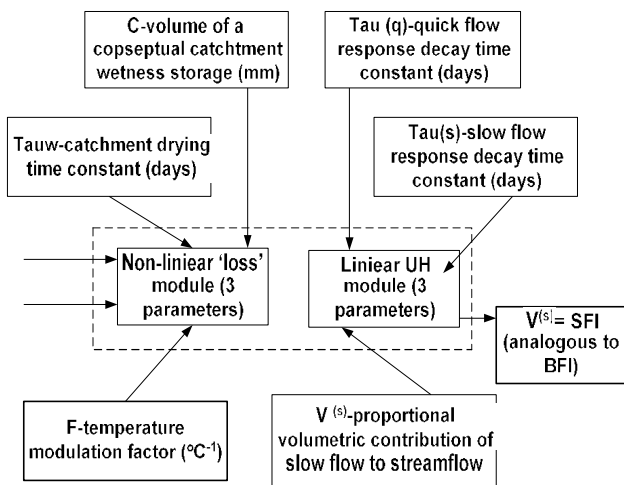 C-volume of a
copseptual catchtment
wetness storage (mm)
Tau (q)-quick flow
response decay time
constant (days)
Tauw-catchment drying
time constant (days)
Tau(s)-slow flow
response decay time
constant (days)
Non-liniear 'loss'
module (3
parameters)
Liniear UH
module (3
parameters)
V(s)= SFI
(analogous to
BFI)
F-temperature
modulation factor (ºC-1)
V (s)-proportional
volumetric contribution of
slow flow to streamflow